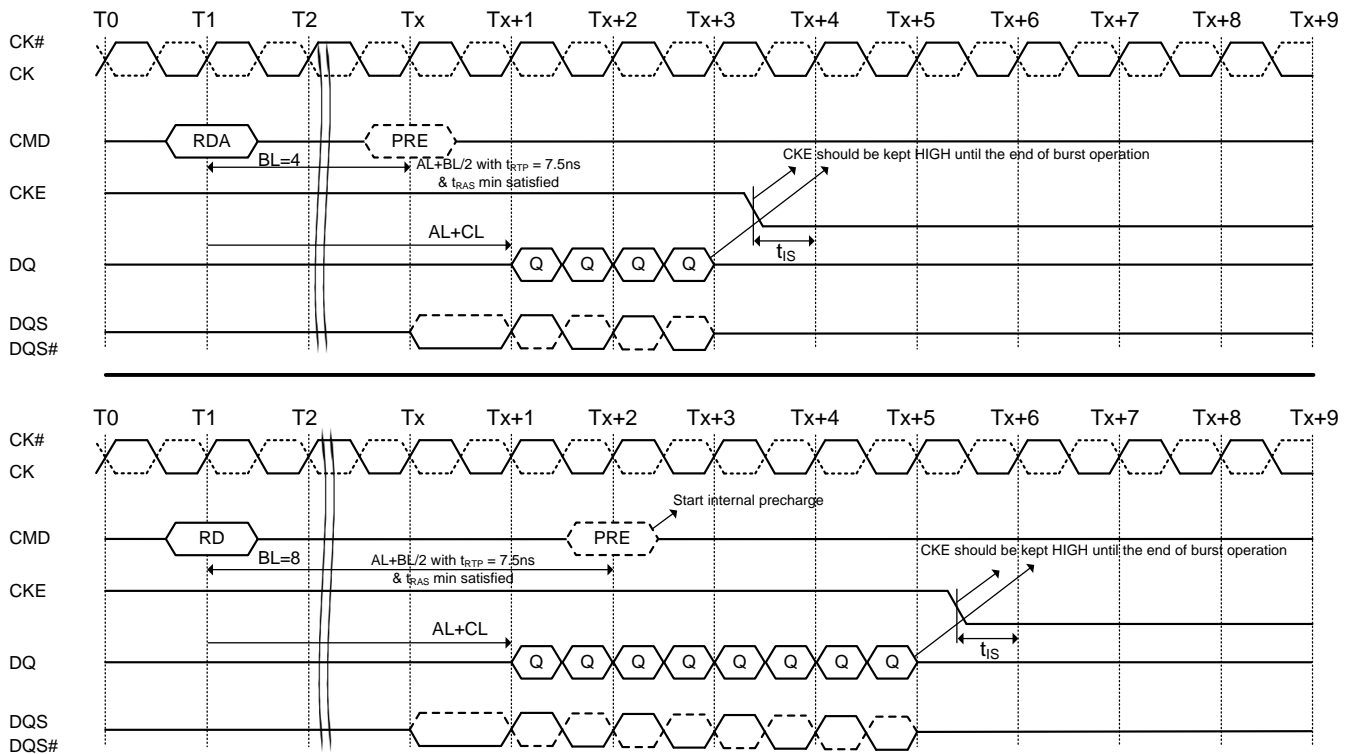 T0 T1 T2 Tx Tx+1 Tx+2 Tx+3 Tx+4 Tx+5 Tx+6 Tx+7 Tx+8 Tx+9
CK#
CK
CMD RDA PRE
BL=4 AL+BL/2 with tRTP = 7.5ns
& tRAS min satisfied
CKE should be kept HIGH until the end of burst operation
CKE
AL+CL
tIS
DQ Q Q Q Q
DQS
DQS#
T0 T1 T2 Tx Tx+1 Tx+2 Tx+3 Tx+4 Tx+5 Tx+6 Tx+7 Tx+8 Tx+9
CK#
CK
Start internal precharge
CMD RD PRE
BL=8 AL+BL/2 with tRTP = 7.5ns
& tRAS min satisfied
CKE should be kept HIGH until the end of burst operation
CKE
AL+CL
tIS
DQ Q Q Q Q Q Q Q Q
DQS
DQS#